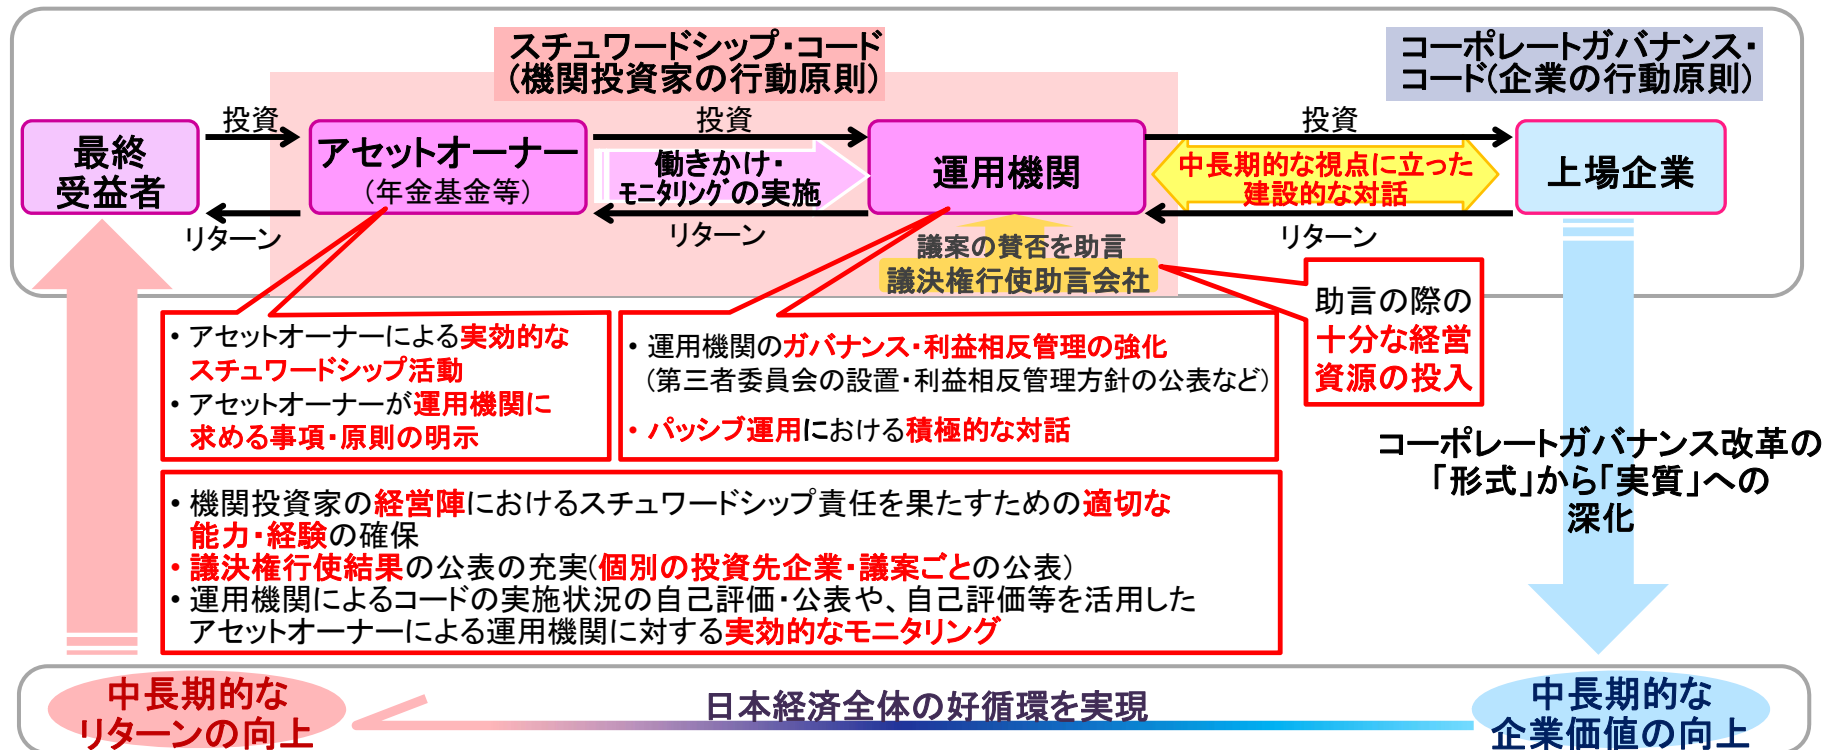 スチュワードシップ・コード
(機関投資家の行動原則)
コーポレートガバナンス・
コード(企業の行動原則)
最終
受益者
投資
リターン
アセットオーナー
(年金基金等)
投資
働きかけ・
モニタリングの実施
リターン
運用機関
投資
中長期的な視点に立った
建設的な対話
リターン
上場企業
議案の賛否を助言
議決権行使助言会社
助言の際の
十分な経営
資源の投入
・アセットオーナーによる実効的な
スチュワードシップ活動
・アセットオーナーが運用機関に
求める事項・原則の明示
・運用機関のガバナンス・利益相反管理の強化
(第三者委員会の設置・利益相反管理方針の公表など)
・パッシブ運用における積極的な対話
・機関投資家の経営陣におけるスチュワードシップ責任を果たすための適切な
能力・経験の確保
・議決権行使結果の公表の充実(個別の投資先企業・議案ごとの公表)
・運用機関によるコードの実施状況の自己評価・公表や、自己評価等を活用した
アセットオーナーによる運用機関に対する実効的なモニタリング
コーポレートガバナンス改革の
「形式」から「実質」への
深化
中長期的な
リターンの向上
日本経済全体の好循環を実現
中長期的な
企業価値の向上